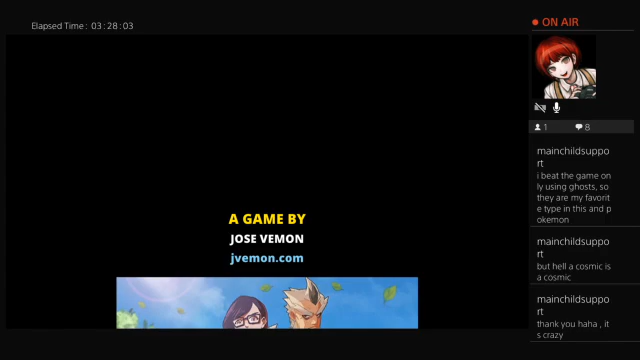 Elapsed Time : 03:28:03
ON AIR
1
8
mainchildsuppo
rt
i beat the game on
ly using ghosts, so
they are my favorit
e type in this and p
okemon
mainchildsuppo
rt
but hell a cosmic is
a cosmic
mainchildsuppo
rt
thank you haha , it
s crazy
A GAME BY
JOSE VEMON
jvemon.com